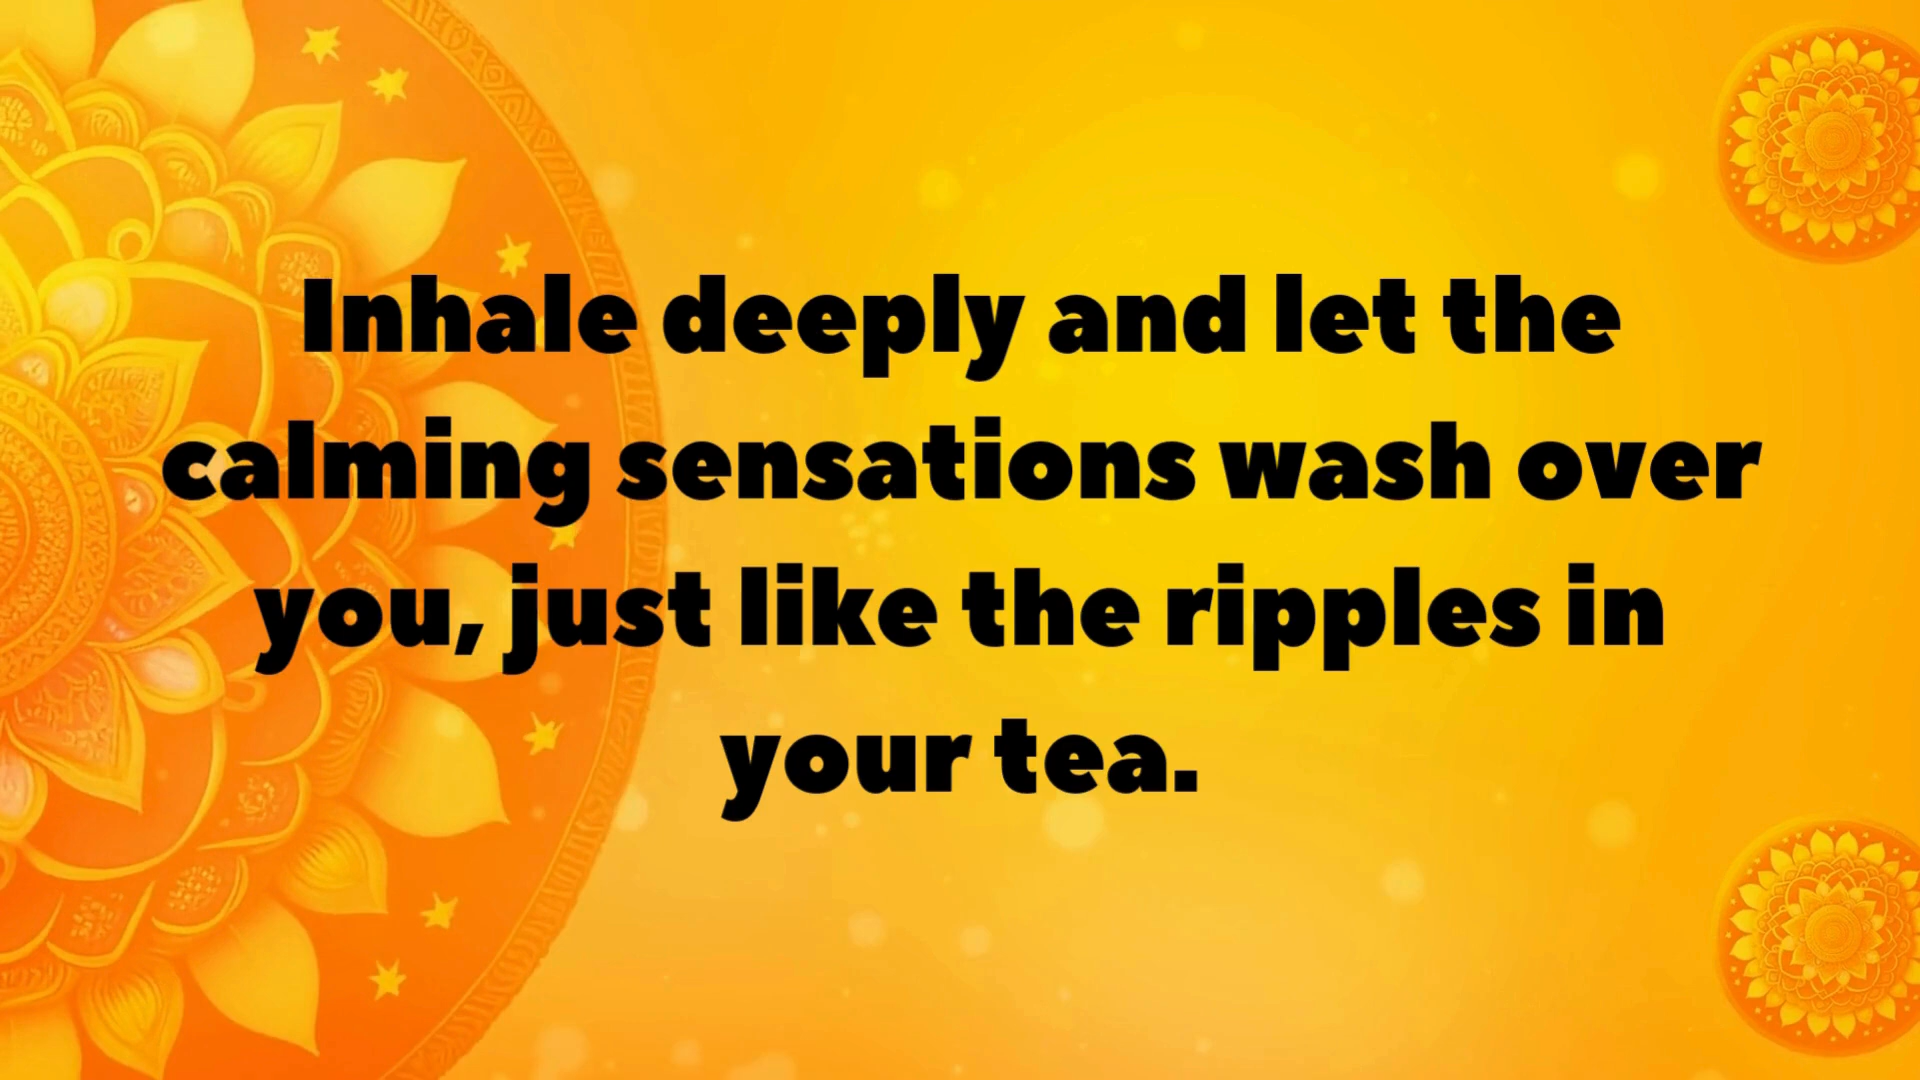 Inhale deeply and let the
calming sensations wash over
you, just like the ripples in
your tea.